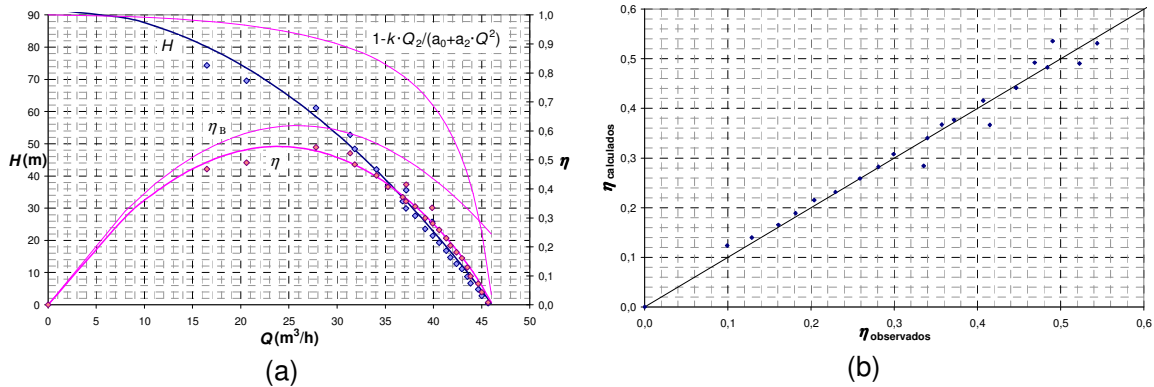 90
80
70
60
50
40
30
20
10
0
H (m)
0 5 10 15 20 25 30 35 40 45 50
Q (m³/h)
1,0
0,9
0,8
0,7
0,6
0,5
0,4
0,3
0,2
0,1
0,0
η
H
1-k·Q₂/(a₀+a₂·Q²)
ηB
η
(a)
0,6
0,5
0,4
0,3
0,2
0,1
0,0
η calculados
0,0 0,1 0,2 0,3 0,4 0,5 0,6
η observados
(b)